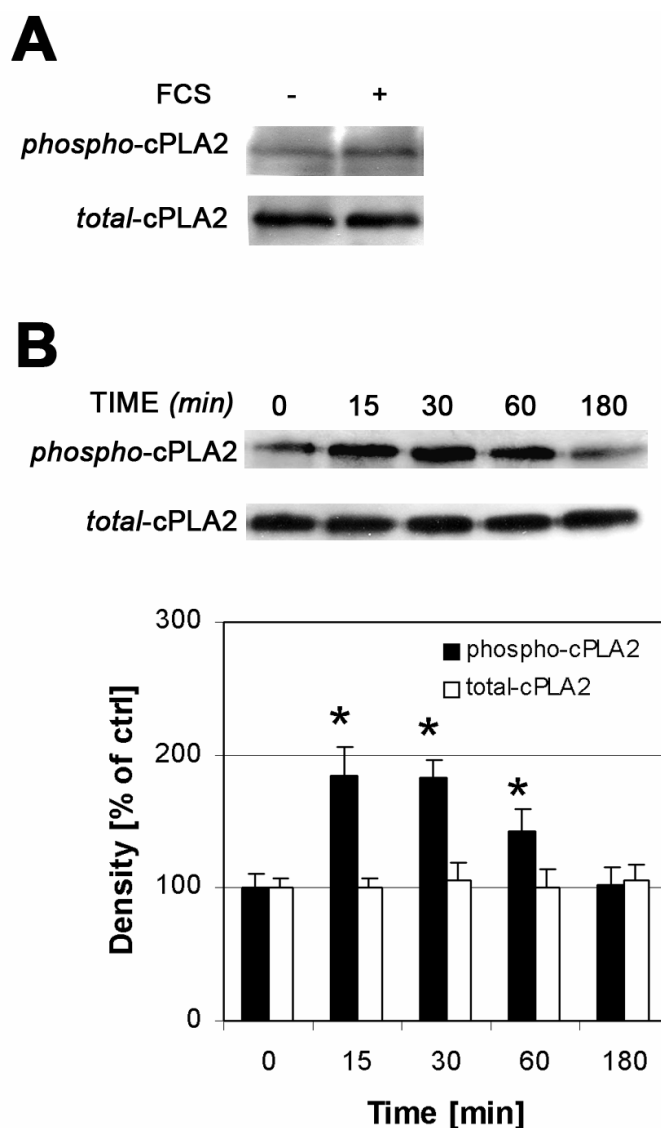 A
FCS - +
phospho-cPLA2
total-cPLA2
B
TIME (min) 0 15 30 60 180
phospho-cPLA2
total-cPLA2
300
phospho-cPLA2
total-cPLA2
* * *
200
100
0
Density [% of ctrl]
0 15 30 60 180
Time [min]